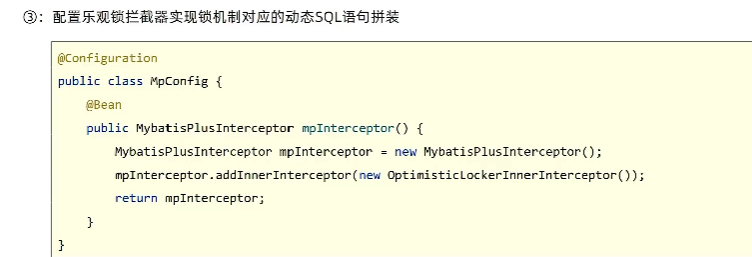 ③：配置乐观锁拦截器实现锁机制对应的动态SQL语句拼装
@Configuration
public class MpConfig {
    @Bean
    public MybatisPlusInterceptor mpInterceptor() {
        MybatisPlusInterceptor mpInterceptor = new MybatisPlusInterceptor();
        mpInterceptor.addInnerInterceptor(new OptimisticLockerInnerInterceptor());
        return mpInterceptor;
    }
}